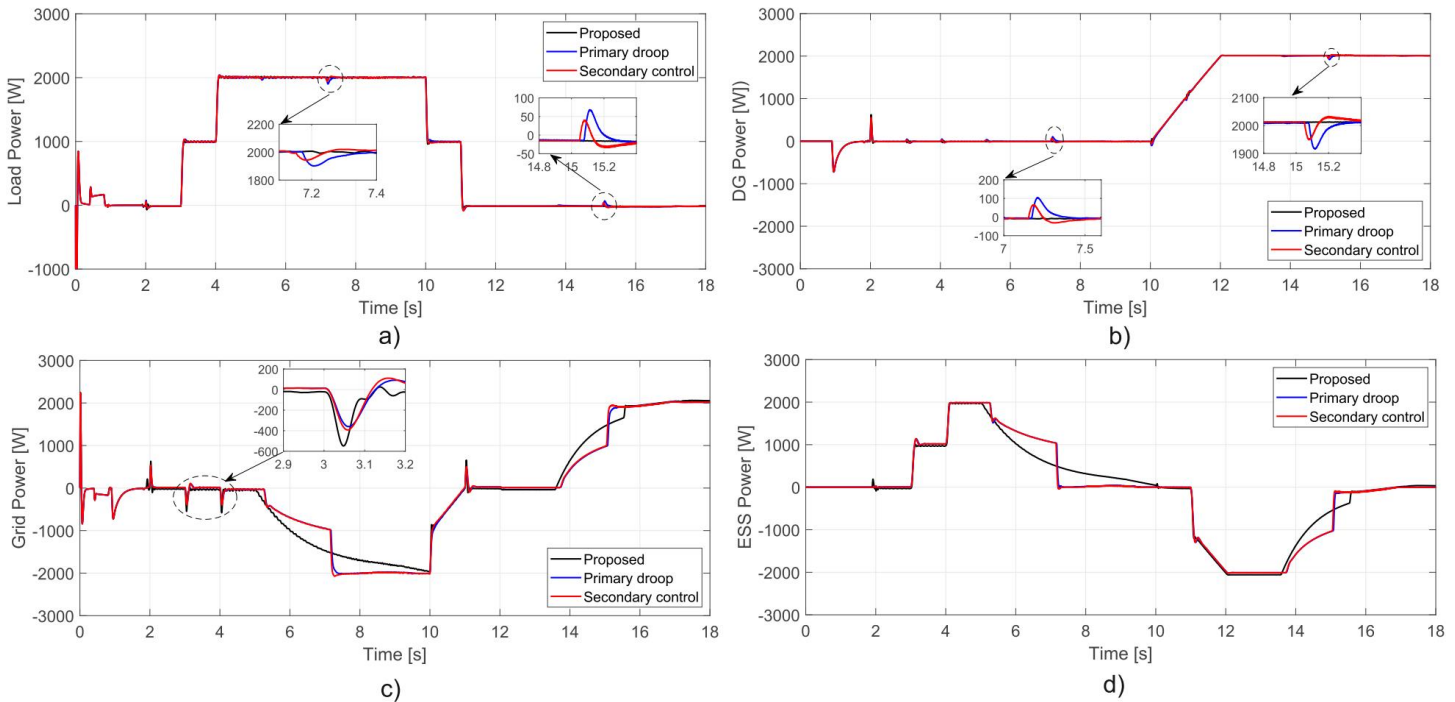 3000
2000
1000
0
-1000
Load Power [W]
0 2 4 6 8 10 12 14 16 18
Time [s]
Proposed
Primary droop
Secondary control
2200
2000
1800
7.2 7.4
100
50
0
-50
14.8 15 15.2
a)
3000
2000
1000
0
-1000
-2000
-3000
DG Power [W])
0 2 4 6 8 10 12 14 16 18
Time [s]
200
100
0
-100
7 7.5
2100
2000
1900
14.8 15 15.2
Proposed
Primary droop
Secondary control
b)
3000
2000
1000
0
-1000
-2000
-3000
Grid Power [W]
0 2 4 6 8 10 12 14 16 18
Time [s]
200
0
-200
-400
-600
2.9 3 3.1 3.2
Proposed
Primary droop
Secondary control
c)
3000
2000
1000
0
-1000
-2000
-3000
ESS Power [W]
0 2 4 6 8 10 12 14 16 18
Time [s]
Proposed
Primary droop
Secondary control
d)